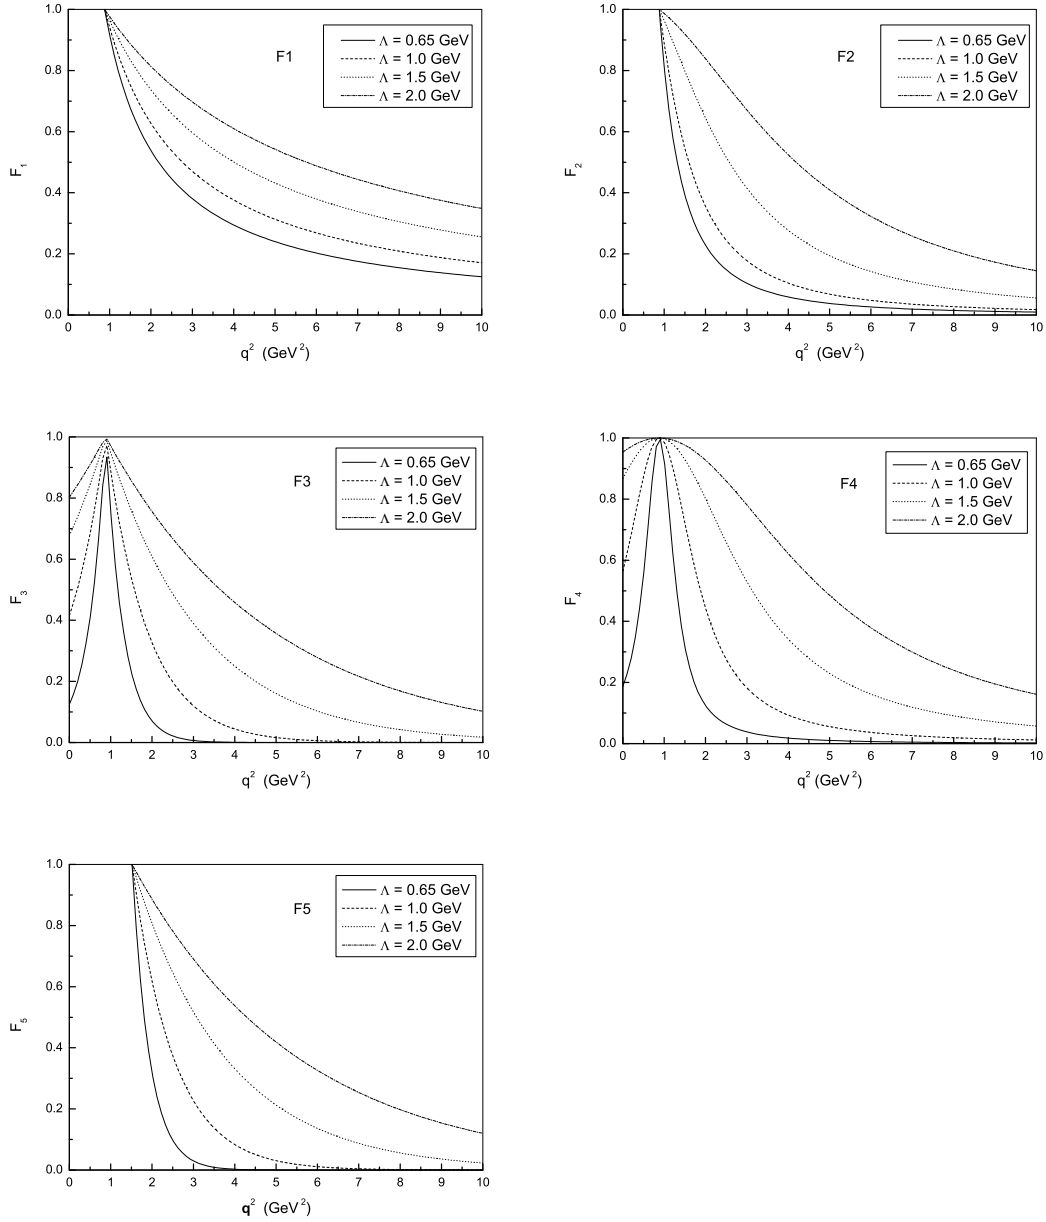 F1
Λ = 0.65 GeV
Λ = 1.0 GeV
Λ = 1.5 GeV
Λ = 2.0 GeV
1.0
0.8
0.6
0.4
0.2
0.0
F₁
0 1 2 3 4 5 6 7 8 9 10
q² (GeV²)
F2
Λ = 0.65 GeV
Λ = 1.0 GeV
Λ = 1.5 GeV
Λ = 2.0 GeV
1.0
0.8
0.6
0.4
0.2
0.0
F₂
0 1 2 3 4 5 6 7 8 9 10
q² (GeV²)
F3
Λ = 0.65 GeV
Λ = 1.0 GeV
Λ = 1.5 GeV
Λ = 2.0 GeV
1.0
0.8
0.6
0.4
0.2
0.0
F₃
0 1 2 3 4 5 6 7 8 9 10
q² (GeV²)
F4
Λ = 0.65 GeV
Λ = 1.0 GeV
Λ = 1.5 GeV
Λ = 2.0 GeV
1.0
0.8
0.6
0.4
0.2
0.0
F₄
0 1 2 3 4 5 6 7 8 9 10
q² (GeV²)
F5
Λ = 0.65 GeV
Λ = 1.0 GeV
Λ = 1.5 GeV
Λ = 2.0 GeV
1.0
0.8
0.6
0.4
0.2
0.0
F₅
0 1 2 3 4 5 6 7 8 9 10
q² (GeV²)